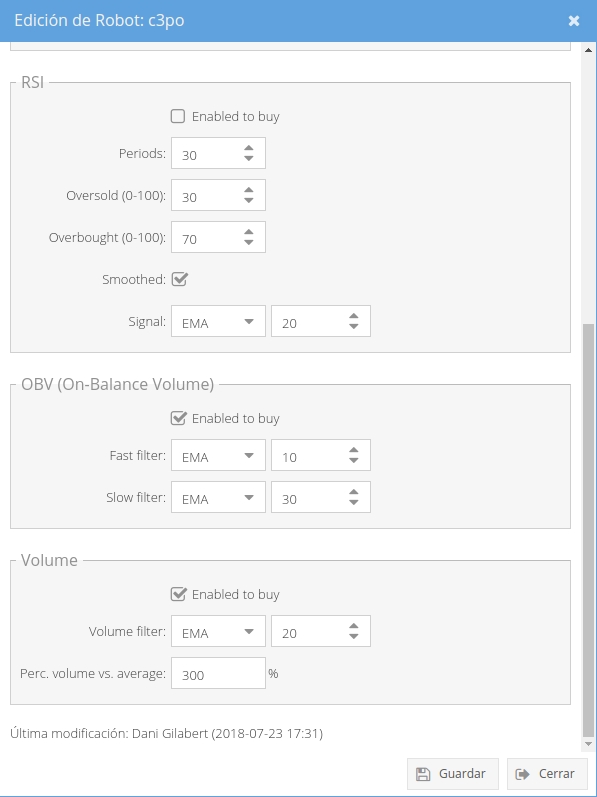 Edición de Robot: c3po
RSI
Enabled to buy
Periods: 30
Oversold (0-100): 30
Overbought (0-100): 70
Smoothed:
Signal: EMA 20
OBV (On-Balance Volume)
Enabled to buy
Fast filter: EMA 10
Slow filter: EMA 30
Volume
Enabled to buy
Volume filter: EMA 20
Perc. volume vs. average: 300 %
Última modificación: Dani Gilabert (2018-07-23 17:31)
Guardar Cerrar